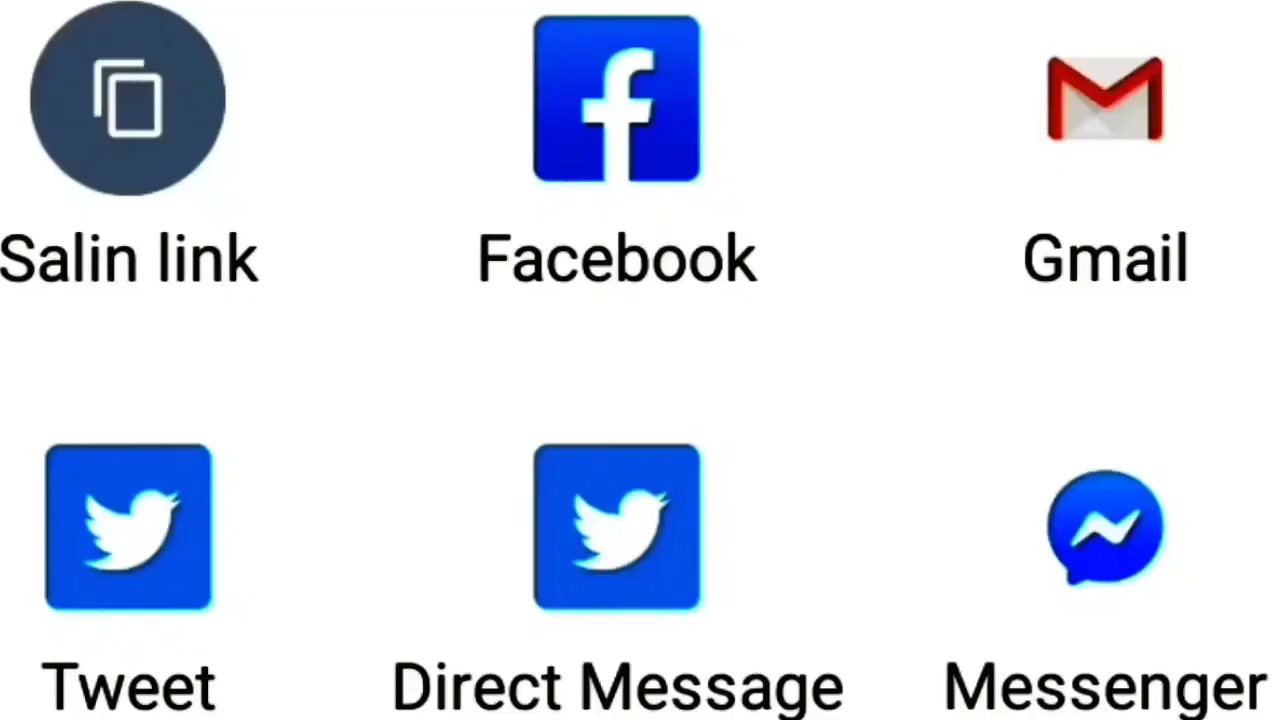 Salin link
Facebook
Gmail
Tweet
Direct Message
Messenger